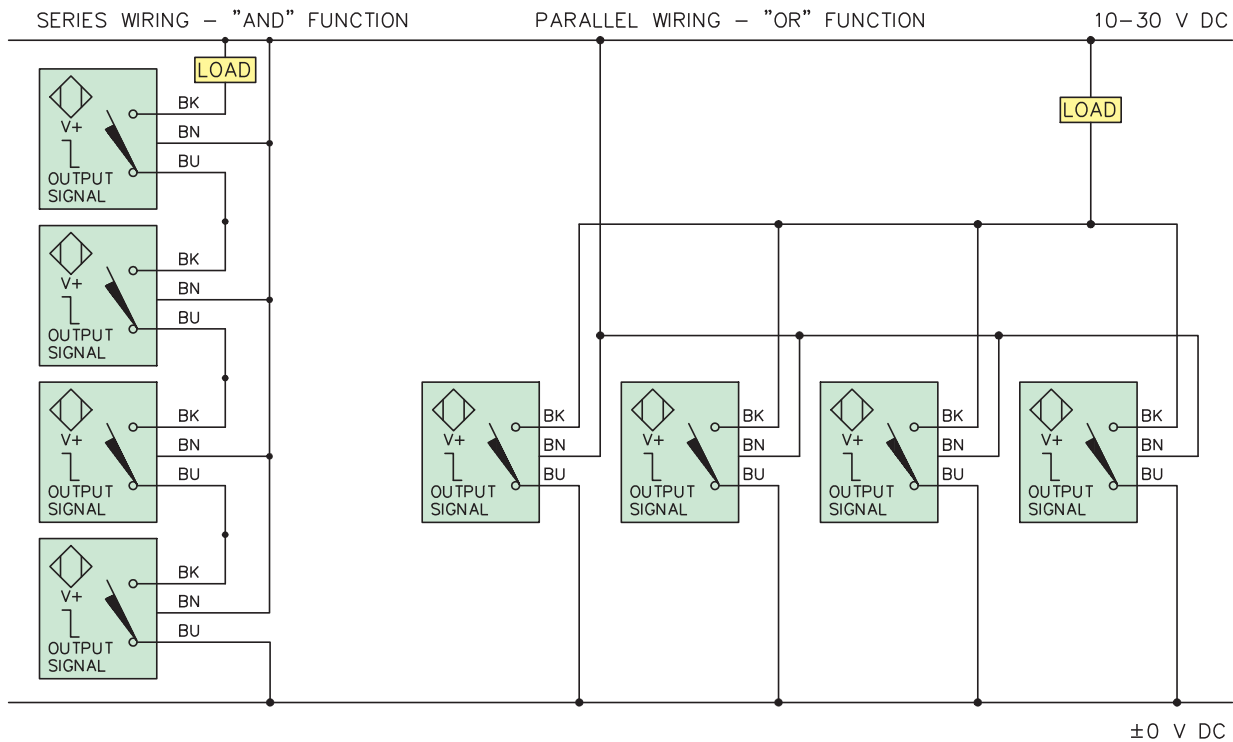 SERIES WIRING – "AND" FUNCTION
PARALLEL WIRING – "OR" FUNCTION
10–30 V DC
LOAD
LOAD
V+
OUTPUT
SIGNAL
BK
BN
BU
V+
OUTPUT
SIGNAL
BK
BN
BU
V+
OUTPUT
SIGNAL
BK
BN
BU
V+
OUTPUT
SIGNAL
BK
BN
BU
V+
OUTPUT
SIGNAL
BK
BN
BU
V+
OUTPUT
SIGNAL
BK
BN
BU
V+
OUTPUT
SIGNAL
BK
BN
BU
V+
OUTPUT
SIGNAL
BK
BN
BU
±0 V DC